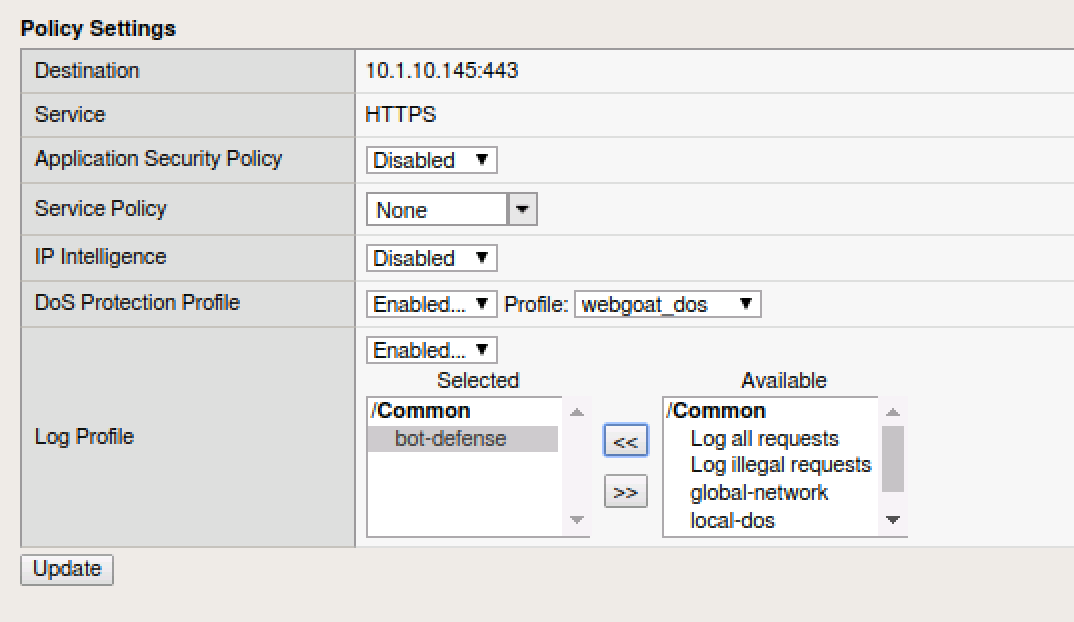 Policy Settings
Destination 10.1.10.145:443
Service HTTPS
Application Security Policy Disabled
Service Policy None
IP Intelligence Disabled
DoS Protection Profile Enabled... Profile: webgoat_dos
Log Profile Enabled...
Selected Available
/Common /Common
bot-defense << Log all requests
Log illegal requests
>> global-network
local-dos
Update